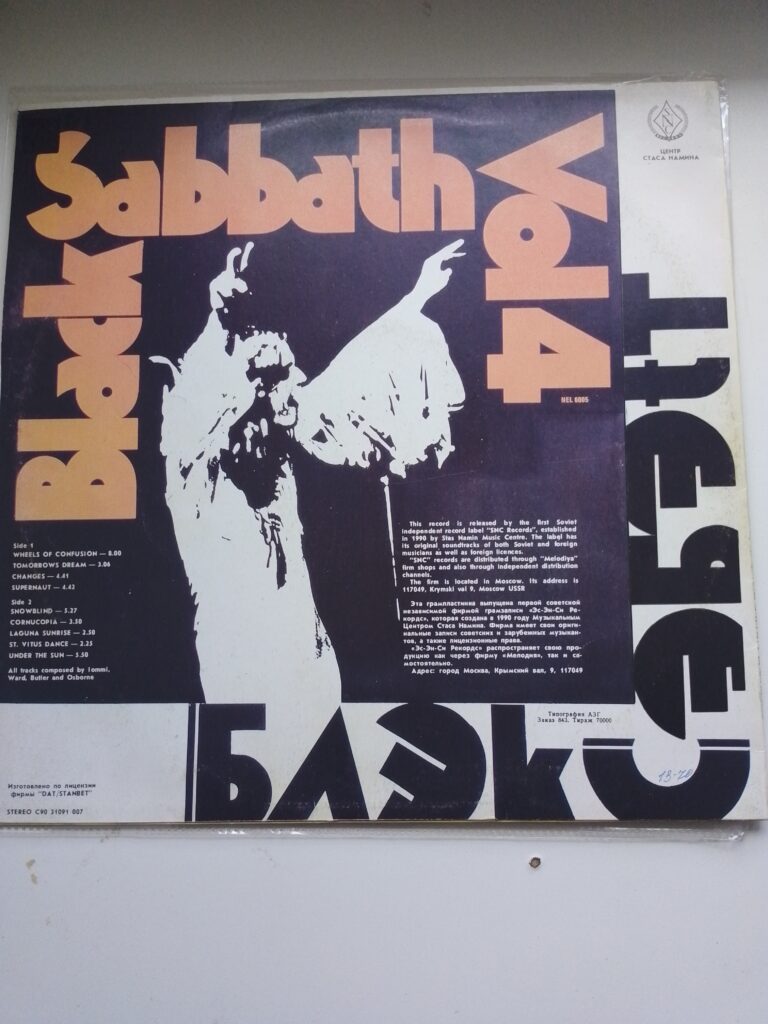 Black Sabbath Vol 4
NEL 6005
ЦЕНТР
СТАСА НАМИНА
Side 1
WHEELS OF CONFUSION — 8.00
TOMORROWS DREAM — 3.06
CHANGES — 4.41
SUPERNAUT — 4.42
Side 2
SNOWBLIND — 5.27
CORNUCOPIA — 3.50
LAGUNA SUNRISE — 2.50
ST. VITUS DANCE — 2.25
UNDER THE SUN — 5.50
All tracks composed by Iommi,
Ward, Butler and Osborne
This record is released by the first Soviet
independent record label "SNC Records", established
in 1990 by Stas Namin Music Centre. The label has
its original soundtracks of both Soviet and foreign
musicians as well as foreign licences.
"SNC" records are distributed through "Melodiya"
firm shops and also through independent distribution
channels.
The firm is located in Moscow. Its address is
117049, Krymski val 9, Moscow USSR
Эта грампластинка выпущена первой советской
независимой фирмой грамзаписи «Эс-Эн-Си Ре-
кордс», которая создана в 1990 году Музыкальным
Центром Стаса Намина. Фирма имеет свои ориги-
нальные записи советских и зарубежных музыкан-
тов, а также лицензионные права.
«Эс-Эн-Си Рекордс» распространяет свою про-
дукцию как через фирму «Мелодия», так и са-
мостоятельно.
Адрес: город Москва, Крымский вал, 9, 117049
Типография АЗГ
Заказ 843. Тираж 70000
БЛЭК
СЭБЭТ
13-70
Изготовлено по лицензии
фирмы "DAT/STANBET"
STEREO С90 31091 007